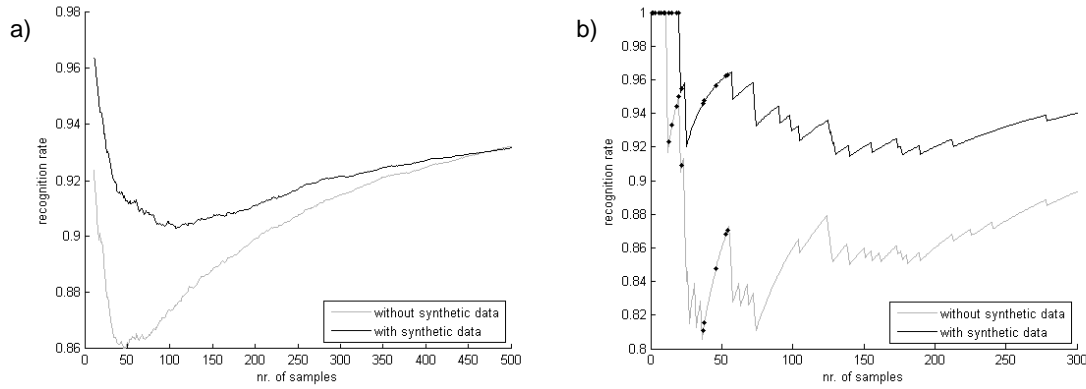 a)
0.98
0.96
0.94
0.92
0.9
0.88
0.86
recognition rate
0 50 100 150 200 250 300 350 400 450 500
nr. of samples
without synthetic data
with synthetic data
b)
1
0.98
0.96
0.94
0.92
0.9
0.88
0.86
0.84
0.82
0.8
recognition rate
0 50 100 150 200 250 300
nr. of samples
without synthetic data
with synthetic data